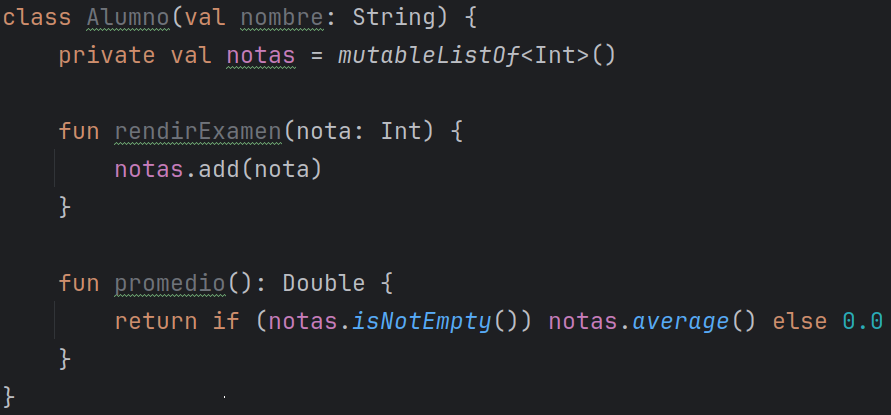 class Alumno(val nombre: String) {
    private val notas = mutableListOf<Int>()

    fun rendirExamen(nota: Int) {
        notas.add(nota)
    }

    fun promedio(): Double {
        return if (notas.isNotEmpty()) notas.average() else 0.0
    }
}